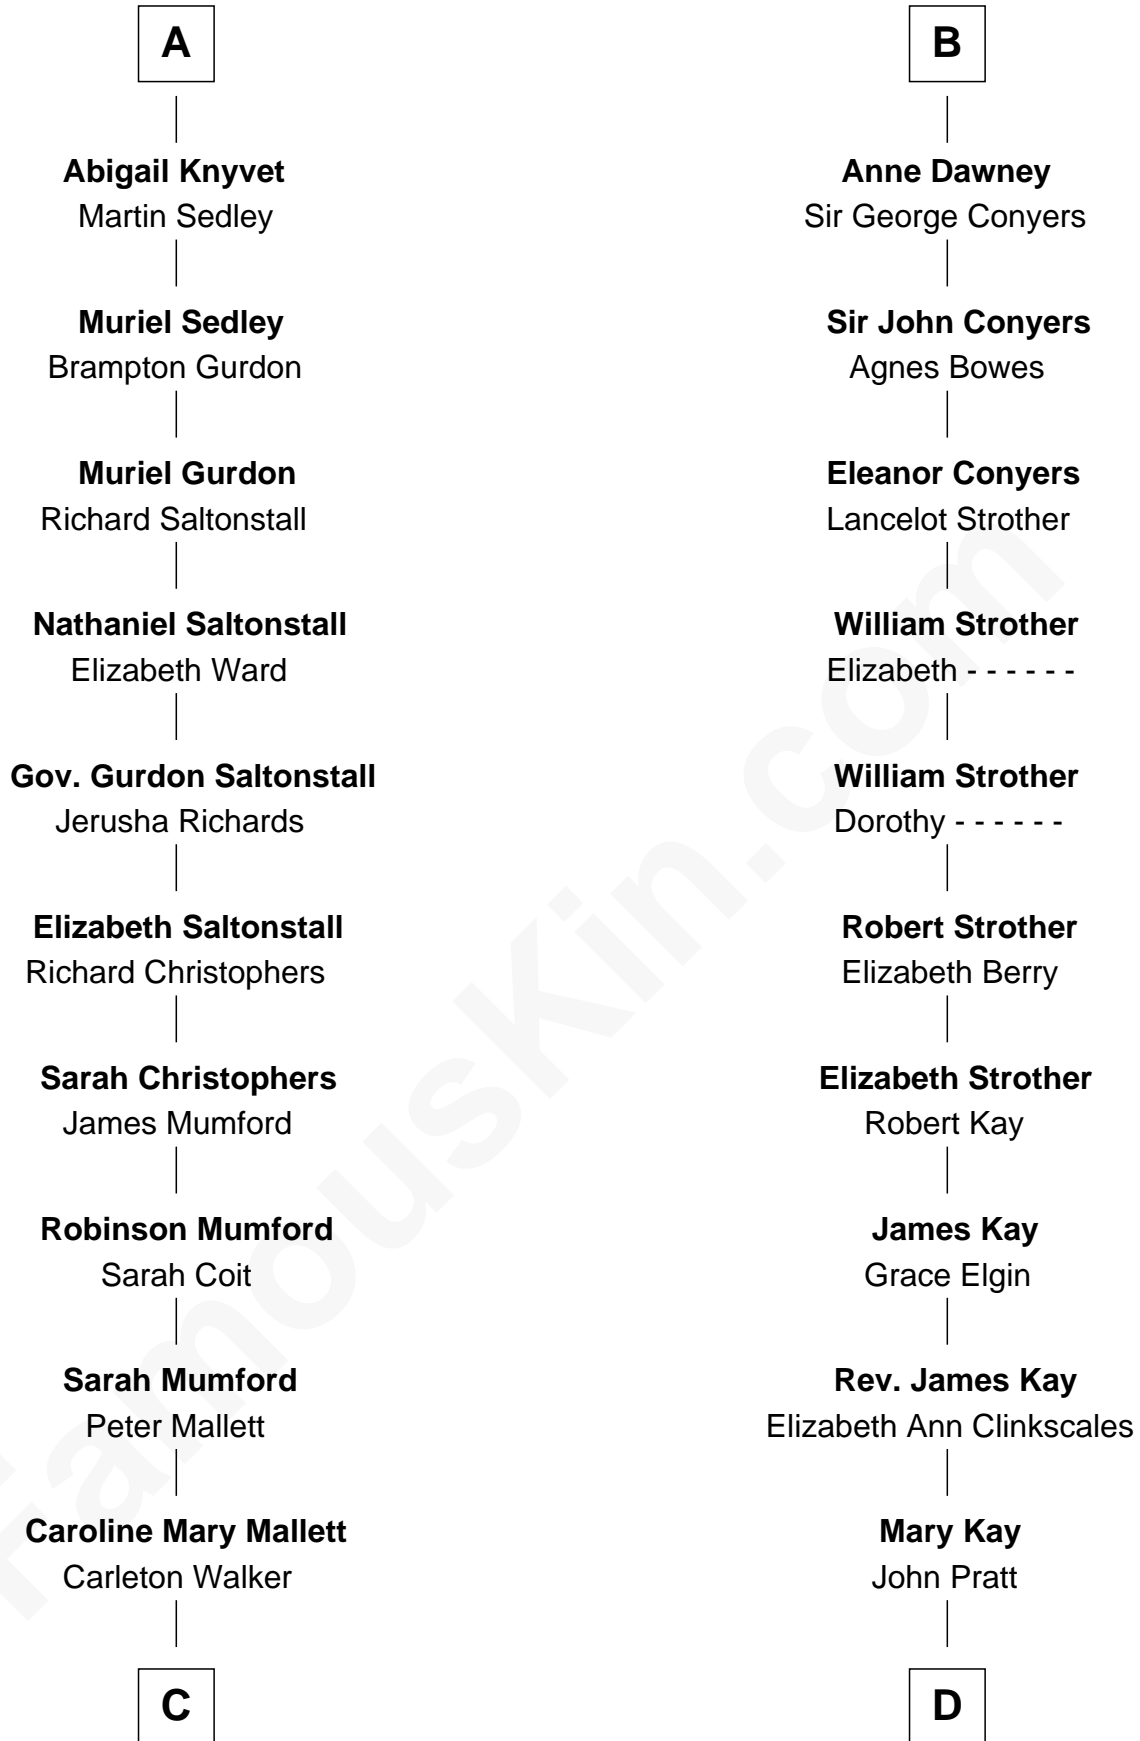 A
Abigail Knyvet
Martin Sedley
Muriel Sedley
Brampton Gurdon
Muriel Gurdon
Richard Saltonstall
Nathaniel Saltonstall
Elizabeth Ward
Gov. Gurdon Saltonstall
Jerusha Richards
Elizabeth Saltonstall
Richard Christophers
Sarah Christophers
James Mumford
Robinson Mumford
Sarah Coit
Sarah Mumford
Peter Mallett
Caroline Mary Mallett
Carleton Walker
C
B
Anne Dawney
Sir George Conyers
Sir John Conyers
Agnes Bowes
Eleanor Conyers
Lancelot Strother
William Strother
Elizabeth - - - - - -
William Strother
Dorothy - - - - - -
Robert Strother
Elizabeth Berry
Elizabeth Strother
Robert Kay
James Kay
Grace Elgin
Rev. James Kay
Elizabeth Ann Clinkscales
Mary Kay
John Pratt
D
FamousKin.com